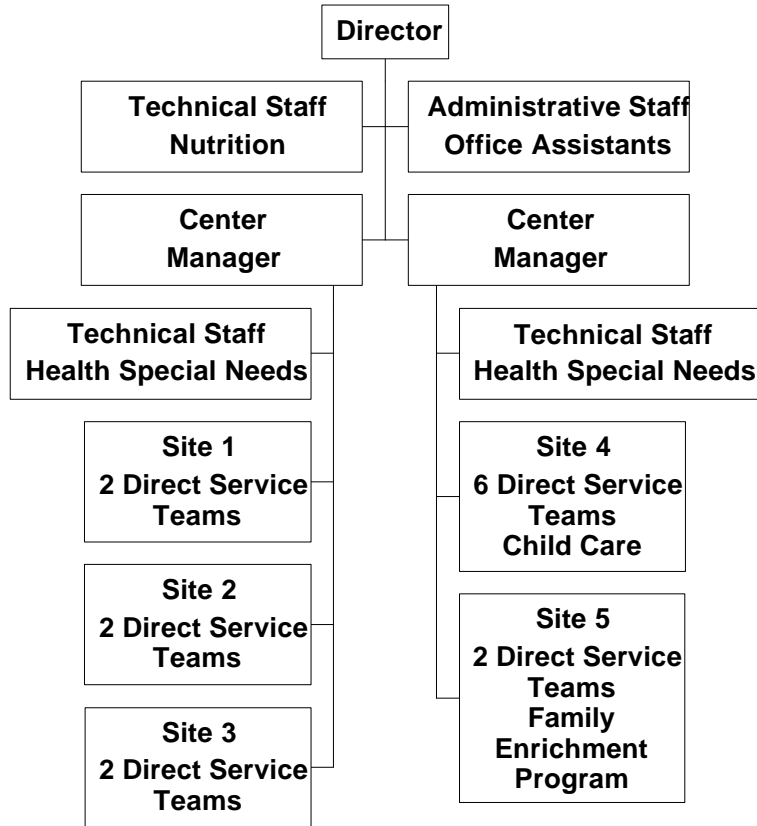 Director
Technical Staff
Nutrition
Administrative Staff
Office Assistants
Center
Manager
Center
Manager
Technical Staff
Health Special Needs
Technical Staff
Health Special Needs
Site 1
2 Direct Service
Teams
Site 4
6 Direct Service
Teams
Child Care
Site 2
2 Direct Service
Teams
Site 5
2 Direct Service
Teams
Family
Enrichment
Program
Site 3
2 Direct Service
Teams